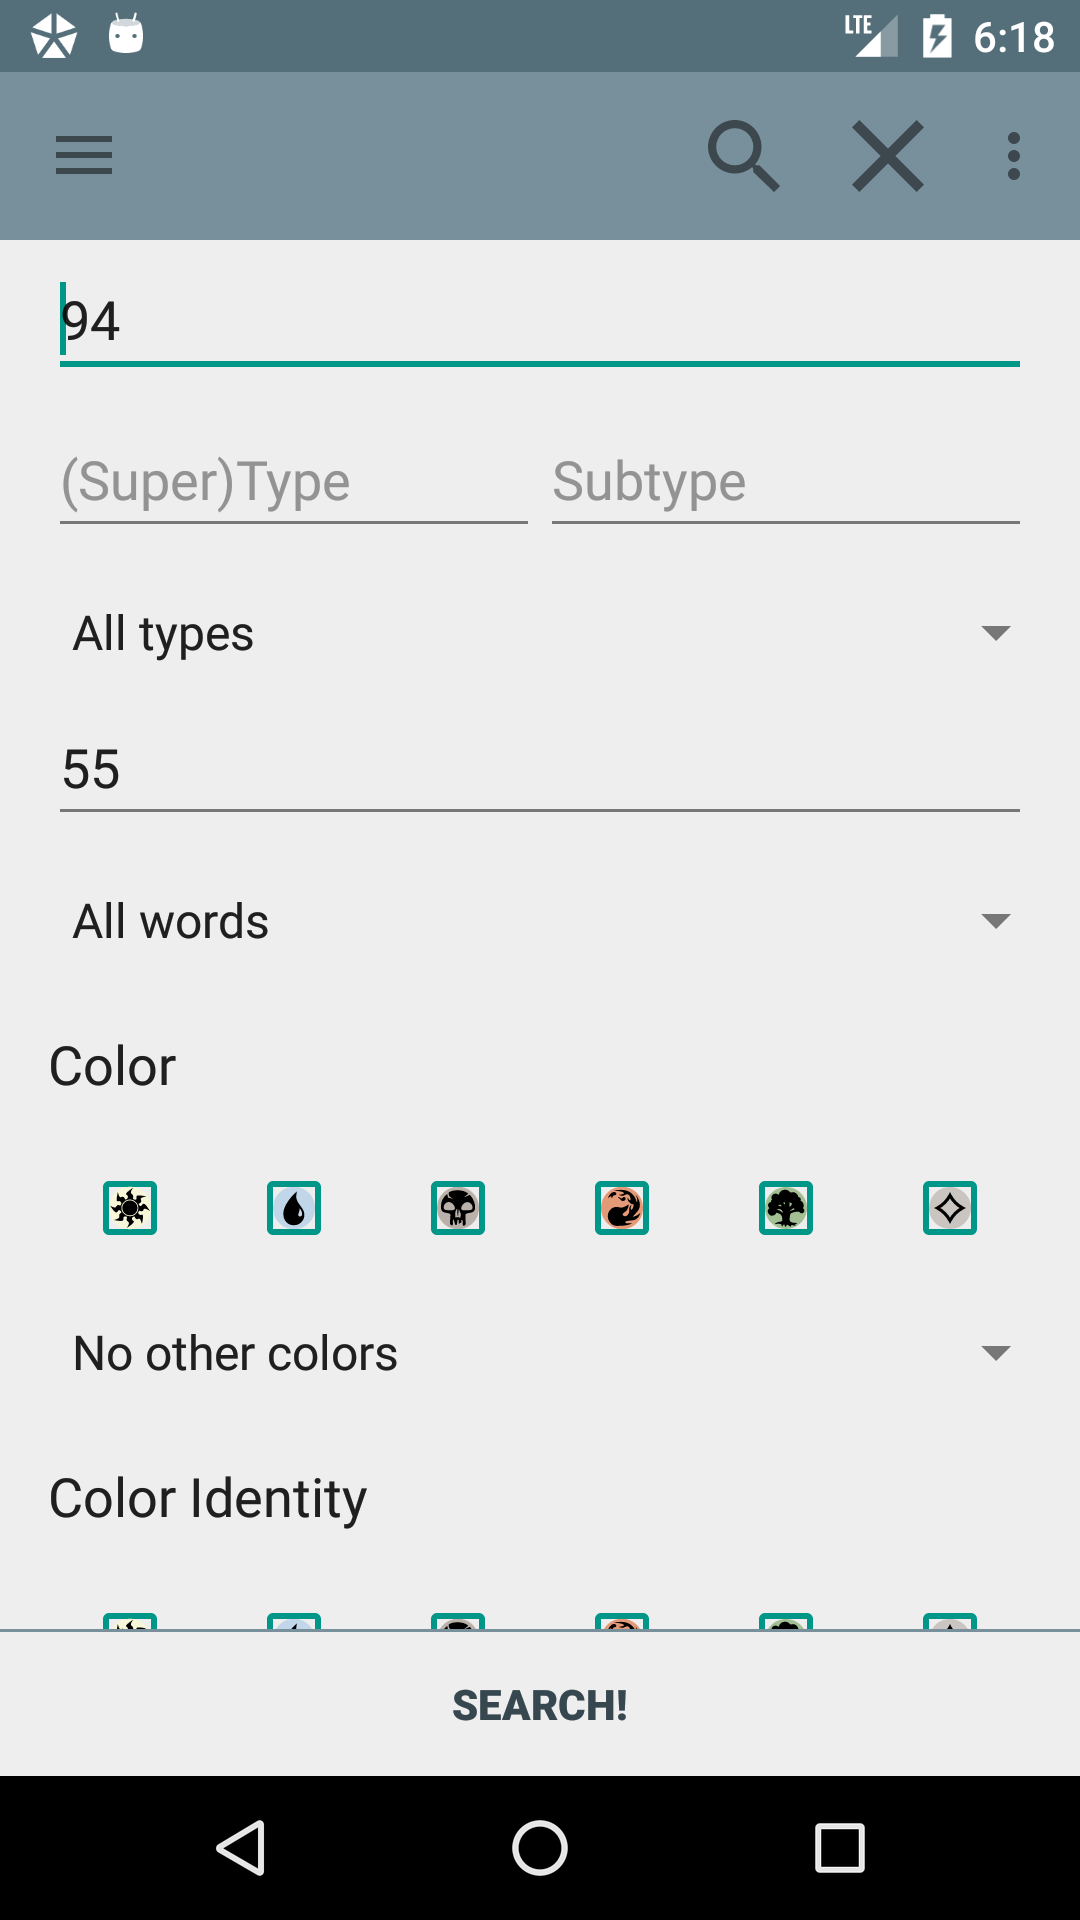 LTE 6:18
94
(Super)Type Subtype
All types
55
All words
Color
No other colors
Color Identity
SEARCH!